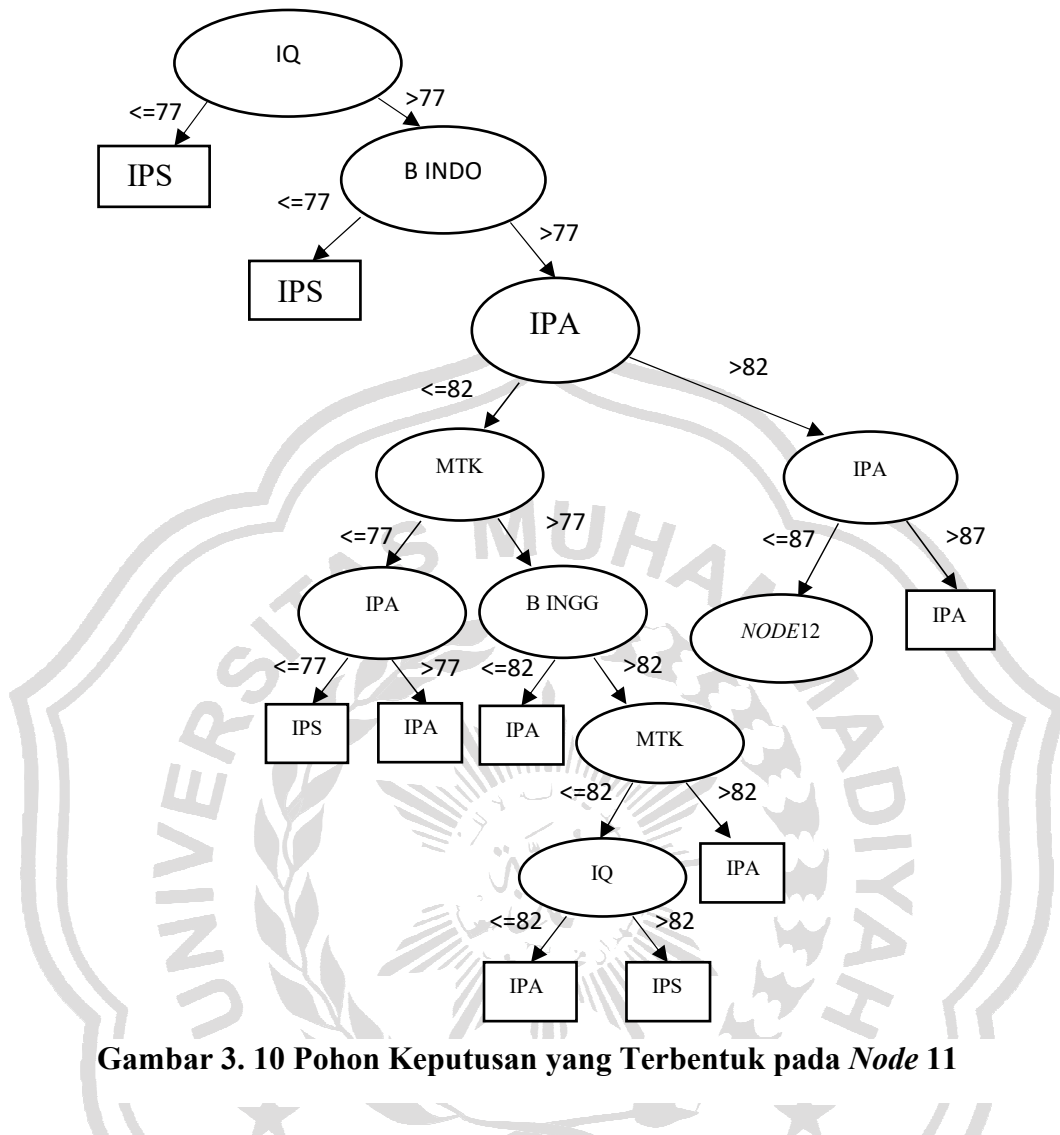 IQ
<=77
>77
IPS
B INDO
<=77
>77
IPS
IPA
<=82
>82
MTK
IPA
<=77
>77
<=87
>87
IPA
B INGG
NODE12
IPA
<=77
>77
<=82
>82
IPS
IPA
IPA
MTK
<=82
>82
IQ
IPA
<=82
>82
IPA
IPS
Gambar 3. 10 Pohon Keputusan yang Terbentuk pada Node 11
UNIVERSITAS MUHAMMADIYAH